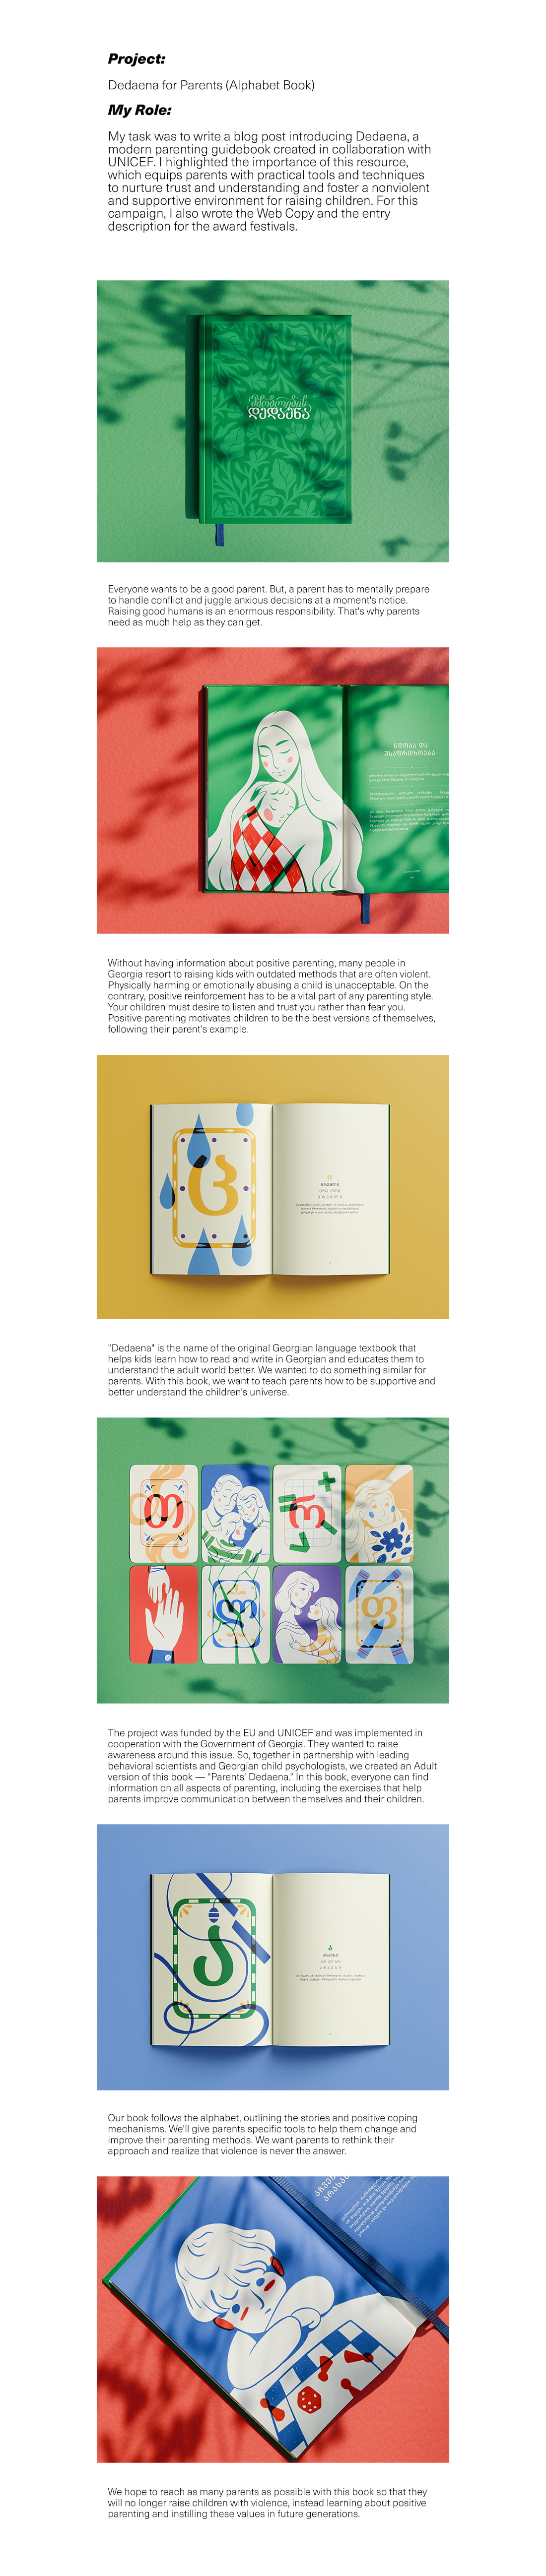 Project:
Dedaena for Parents (Alphabet Book)
My Role:
My task was to write a blog post introducing Dedaena, a
modern parenting guidebook created in collaboration with
UNICEF. I highlighted the importance of this resource,
which equips parents with practical tools and techniques
to nurture trust and understanding and foster a nonviolent
and supportive environment for raising children. For this
campaign, I also wrote the Web Copy and the entry
description for the award festivals.
მშობლების
დედაენა
Everyone wants to be a good parent. But, a parent has to mentally prepare
to handle conflict and juggle anxious decisions at a moment's notice.
Raising good humans is an enormous responsibility. That's why parents
need as much help as they can get.
ნდობა და
უსაფრთხოება
Without having information about positive parenting, many people in
Georgia resort to raising kids with outdated methods that are often violent.
Physically harming or emotionally abusing a child is unacceptable. On the
contrary, positive reinforcement has to be a vital part of any parenting style.
Your children must desire to listen and trust you rather than fear you.
Positive parenting motivates children to be the best versions of themselves,
following their parent's example.
ც
ც
"Dedaena" is the name of the original Georgian language textbook that
helps kids learn how to read and write in Georgian and educates them to
understand the adult world better. We wanted to do something similar for
parents. With this book, we want to teach parents how to be supportive and
better understand the children's universe.
თ
რ
ფ
The project was funded by the EU and UNICEF and was implemented in
cooperation with the Government of Georgia. They wanted to raise
awareness around this issue. So, together in partnership with leading
behavioral scientists and Georgian child psychologists, we created an Adult
version of this book — "Parents' Dedaena." In this book, everyone can find
information on all aspects of parenting, including the exercises that help
parents improve communication between themselves and their children.
ა
ა
Our book follows the alphabet, outlining the stories and positive coping
mechanisms. We'll give parents specific tools to help them change and
improve their parenting methods. We want parents to rethink their
approach and realize that violence is never the answer.
We hope to reach as many parents as possible with this book so that they
will no longer raise children with violence, instead learning about positive
parenting and instilling these values in future generations.